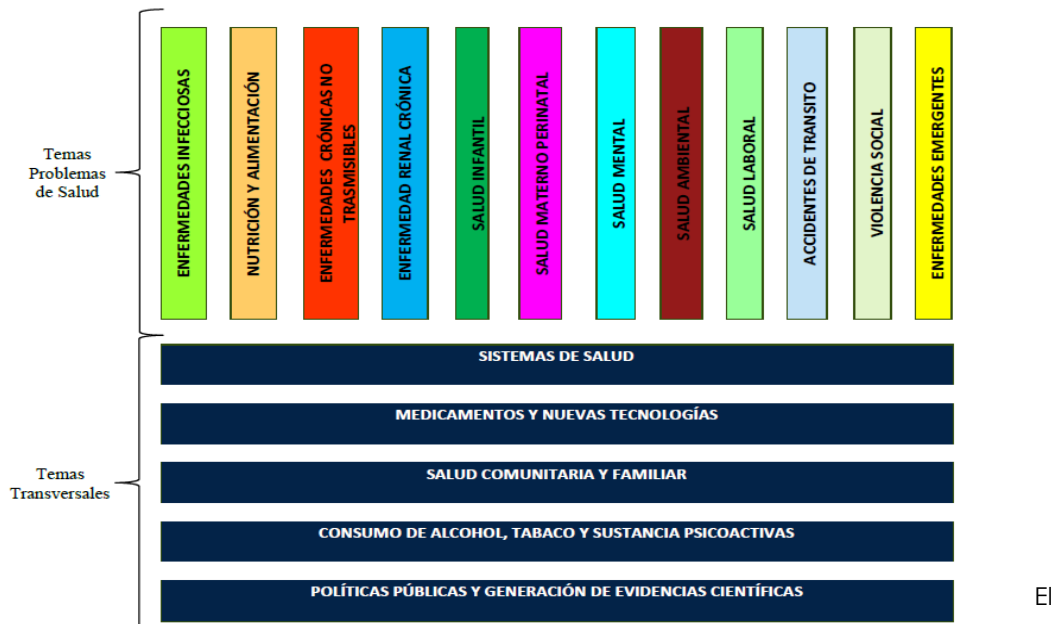 Temas
Problemas
de Salud
ENFERMEDADES INFECCIOSAS
NUTRICIÓN Y ALIMENTACIÓN
ENFERMEDADES CRÓNICAS NO
TRASMISIBLES
ENFERMEDAD RENAL CRÓNICA
SALUD INFANTIL
SALUD MATERNO PERINATAL
SALUD MENTAL
SALUD AMBIENTAL
SALUD LABORAL
ACCIDENTES DE TRANSITO
VIOLENCIA SOCIAL
ENFERMEDADES EMERGENTES
Temas
Transversales
SISTEMAS DE SALUD
MEDICAMENTOS Y NUEVAS TECNOLOGÍAS
SALUD COMUNITARIA Y FAMILIAR
CONSUMO DE ALCOHOL, TABACO Y SUSTANCIA PSICOACTIVAS
POLÍTICAS PÚBLICAS Y GENERACIÓN DE EVIDENCIAS CIENTÍFICAS
El